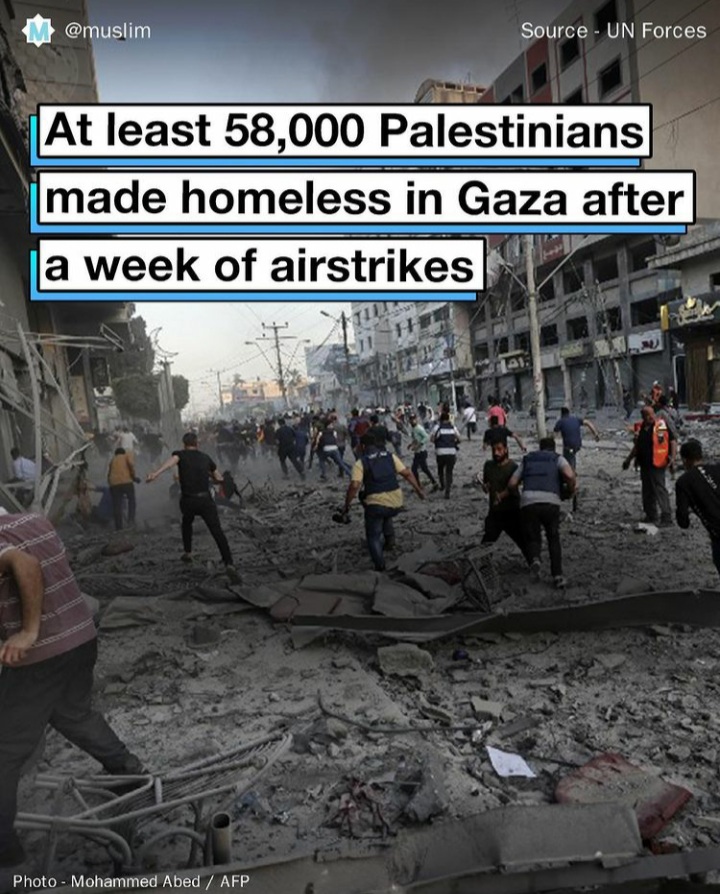 @muslim
Source - UN Forces
At least 58,000 Palestinians
made homeless in Gaza after
a week of airstrikes
Photo - Mohammed Abed / AFP